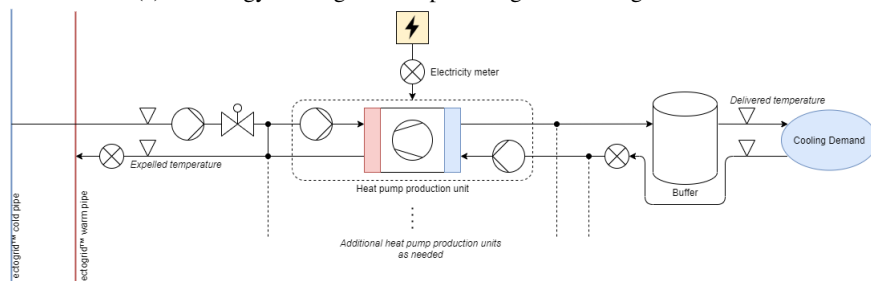 Electricity meter
Delivered temperature
Cooling Demand
Expelled temperature
Heat pump production unit
Buffer
Additional heat pump production units
as needed
ectogrid™ cold pipe
ectogrid™ warm pipe